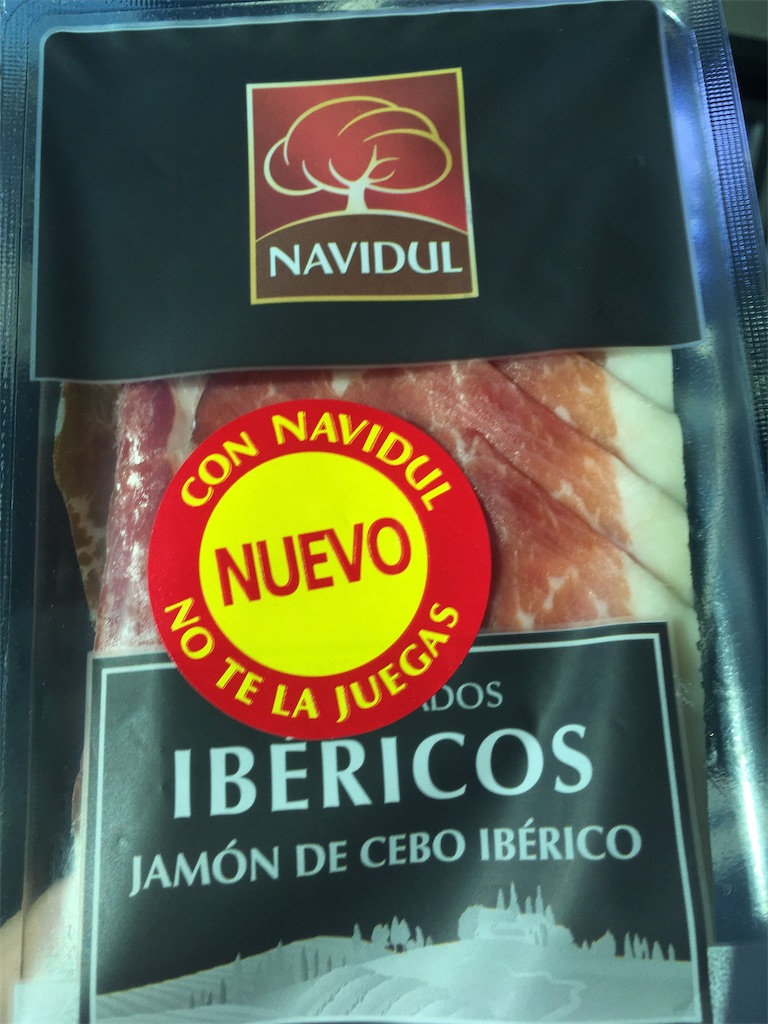 NAVIDUL
CON NAVIDUL
NUEVO
NO TE LA JUEGAS
IBÉRICOS
JAMÓN DE CEBO IBÉRICO